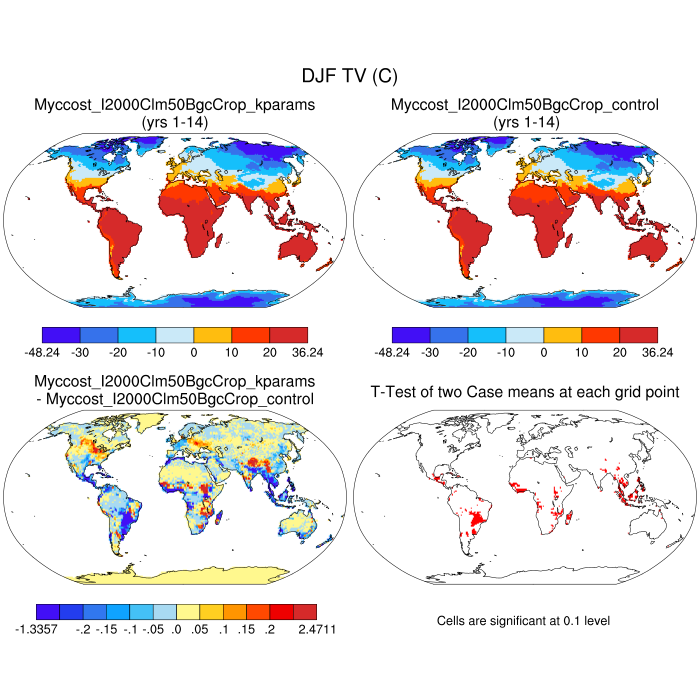 DJF TV (C)
Myccost_I2000Clm50BgcCrop_kparams
(yrs 1-14)
Myccost_I2000Clm50BgcCrop_control
(yrs 1-14)
-48.24 -30 -20 -10 0 10 20 36.24
-48.24 -30 -20 -10 0 10 20 36.24
Myccost_I2000Clm50BgcCrop_kparams
- Myccost_I2000Clm50BgcCrop_control
T-Test of two Case means at each grid point
-1.3357 -.2 -.15 -.1 -.05 .0 .05 .1 .15 .2 2.4711
Cells are significant at 0.1 level